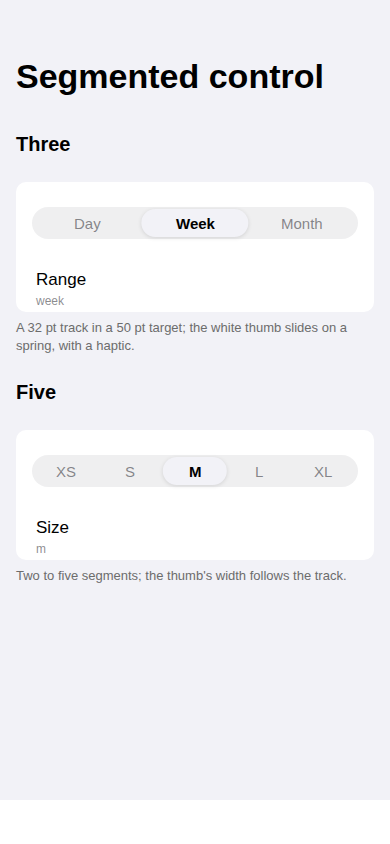 Segmented control
Three
Day Week Month
Range
week
A 32 pt track in a 50 pt target; the white thumb slides on a
spring, with a haptic.
Five
XS S M L XL
Size
m
Two to five segments; the thumb's width follows the track.